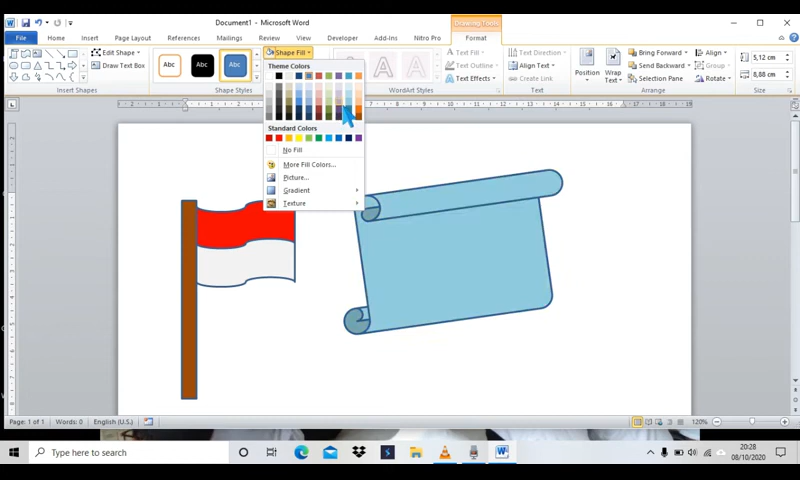 Document1 - Microsoft Word
Drawing Tools
File Home Insert Page Layout References Mailings Review View Developer Add-Ins Nitro Pro Format
Edit Shape
Draw Text Box
Insert Shapes
Abc Abc Abc
Shape Styles
Shape Fill
Theme Colors
Standard Colors
No Fill
More Fill Colors...
Picture...
Gradient
Texture
A A
WordArt Styles
Text Fill
Text Outline
Text Effects
Text Direction
Align Text
Create Link
Text
Position
Wrap Text
Bring Forward
Send Backward
Selection Pane
Align
Group
Rotate
Arrange
5,12 cm
8,88 cm
Size
Page: 1 of 1 Words: 0 English (U.S.) 120%
Type here to search
20:28
08/10/2020